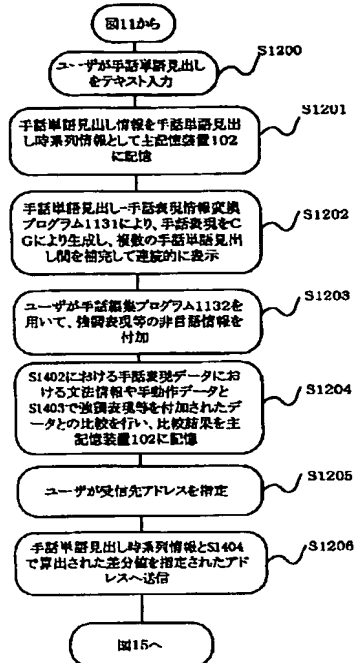 図11から
S1200
ユーザが手話単語見出し
をテキスト入力
S1201
手話単語見出し情報を手話単語見出
し時系列情報として主記憶装置102
に記憶
S1202
手話単語見出し-手話表現情報変換
プログラム1131により、手話表現をC
Gにより生成し、複数の手話単語見出
し間を補完して連続的に表示
S1203
ユーザが手話編集プログラム1132を
用いて、強調表現等の非言語情報を
付加
S1204
S1402における手話表現データにお
ける文法情報や手動作データと
S1403で強調表現等を付加されたデ
ータとの比較を行い、比較結果を主
記憶装置102に記憶
S1205
ユーザが受信先アドレスを指定
S1206
手話単語見出し時系列情報とS1404
で算出された差分値を指定されたアド
レスへ送信
図15へ